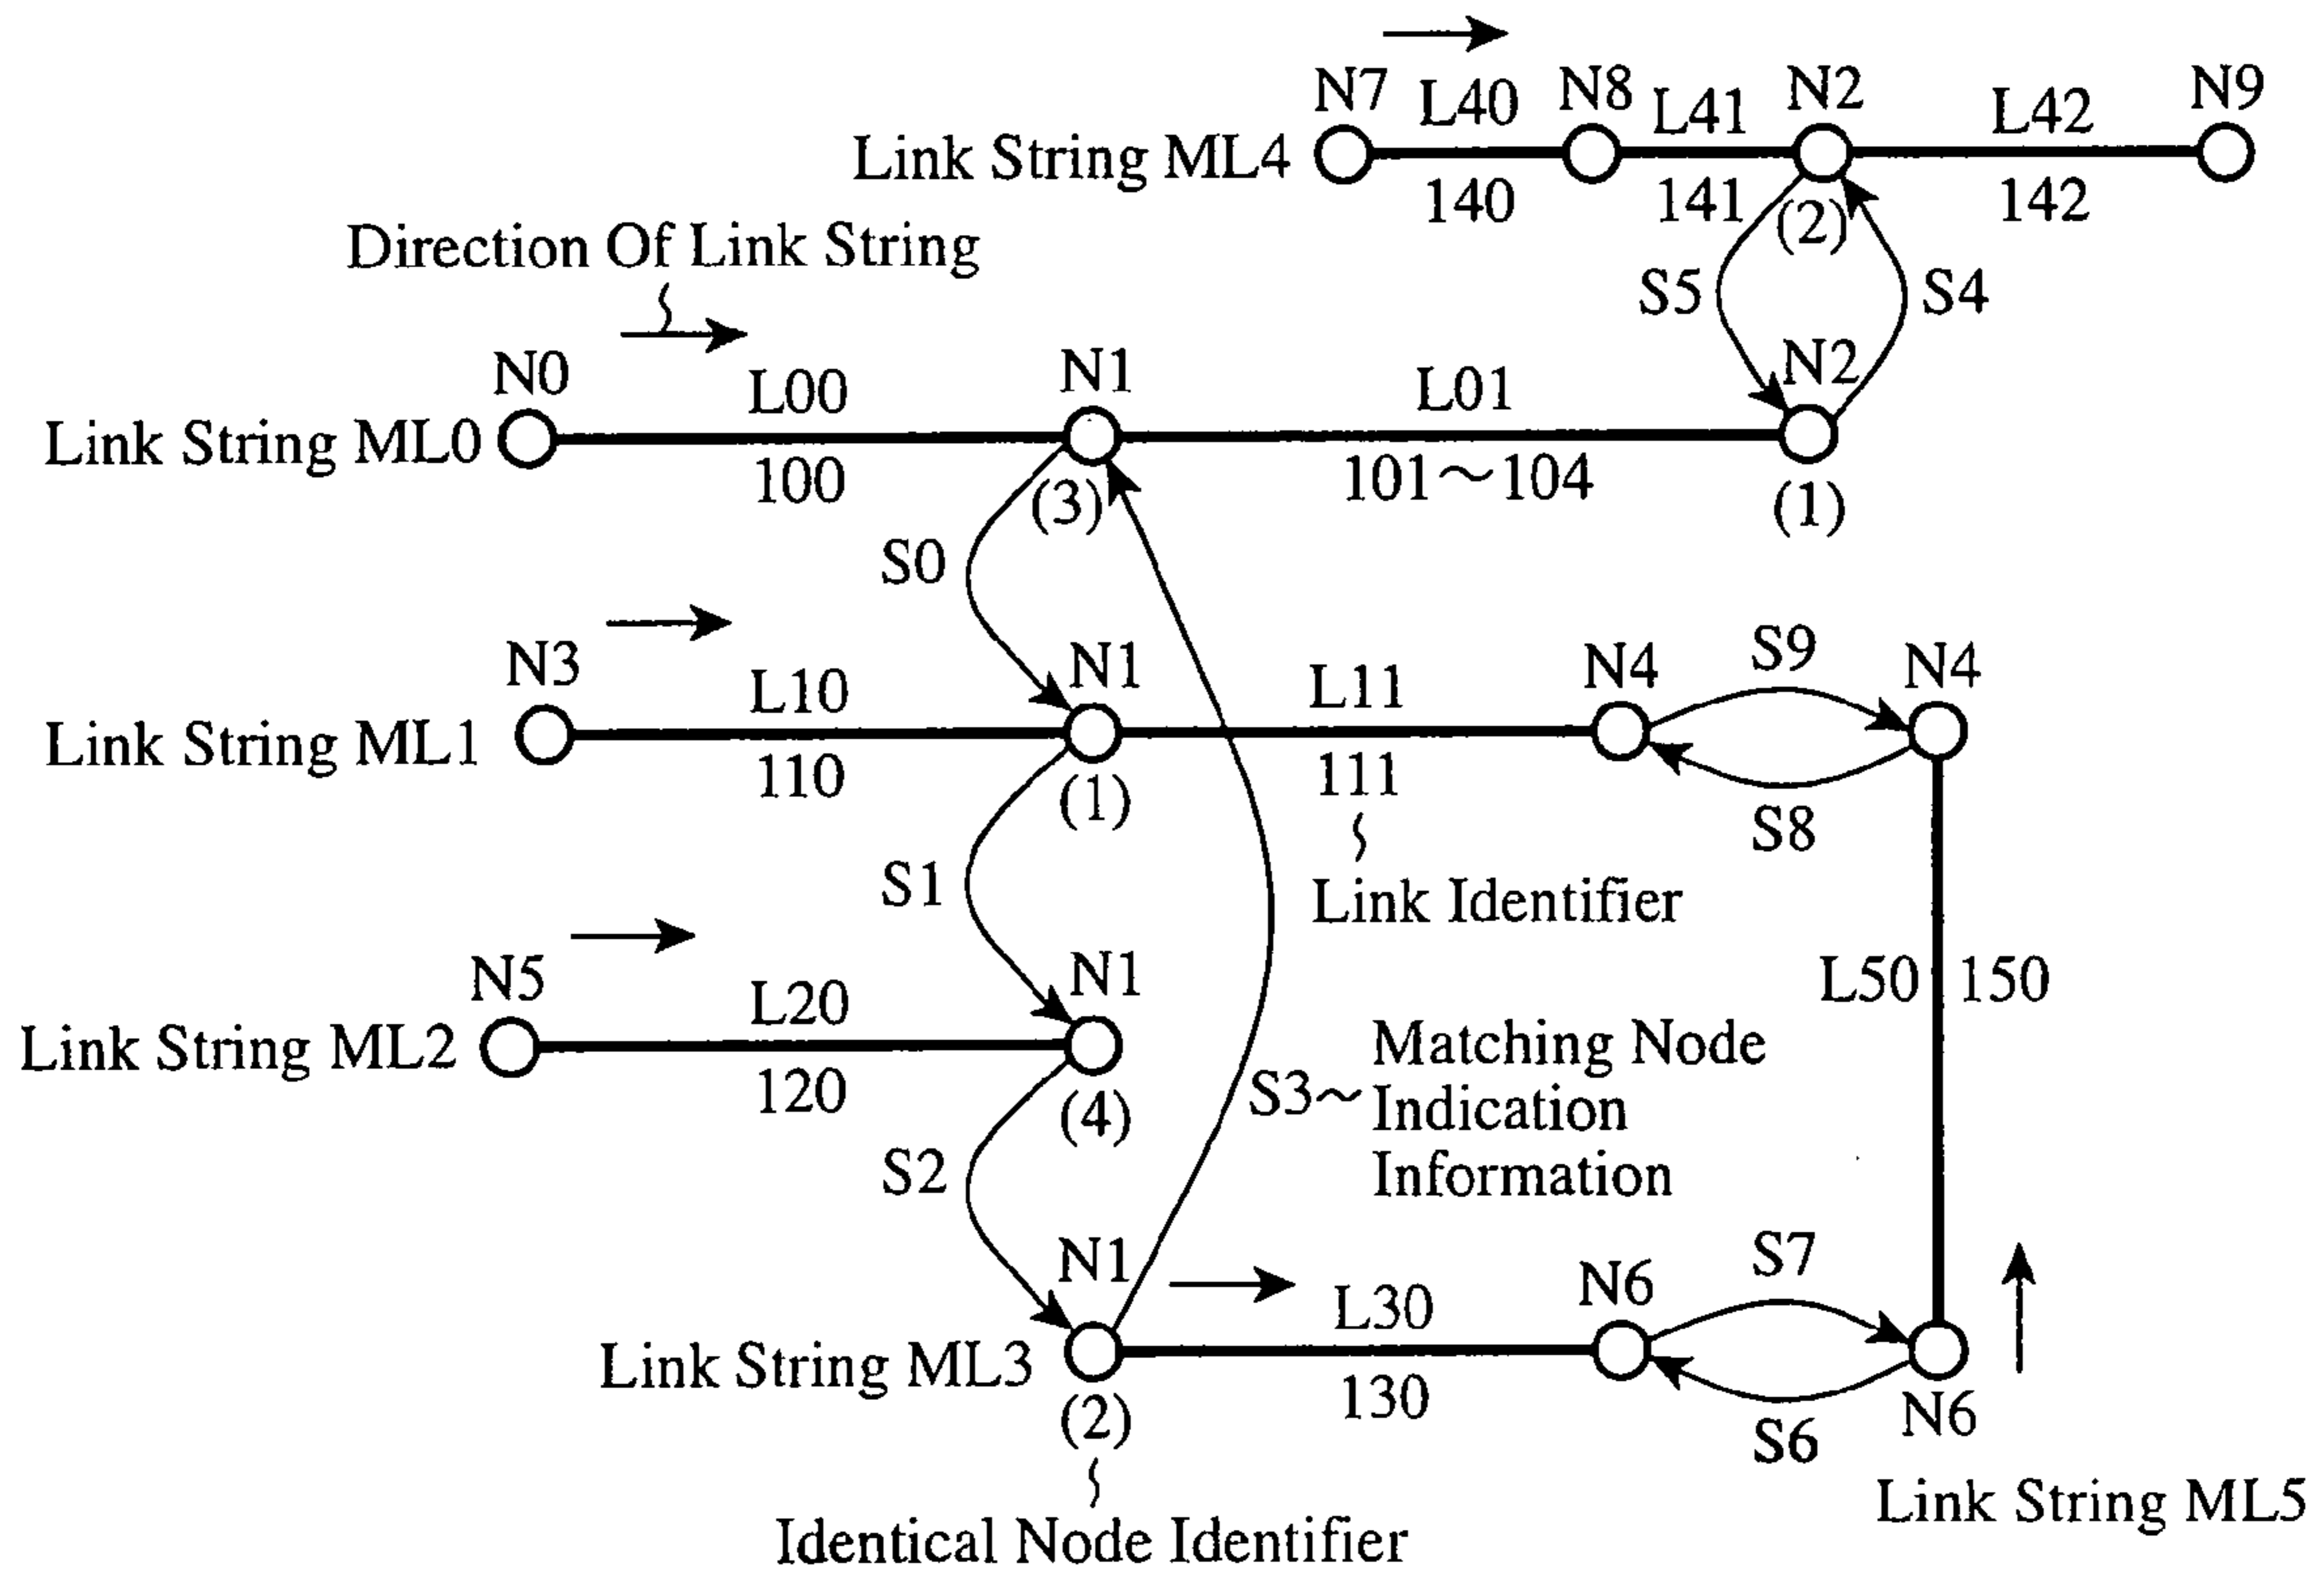 N7 L40 N8 L41 N2 L42 N9
Link String ML4
140 141 (2) 142
Direction Of Link String
S5 S4
N0 L00 N1 L01 N2
Link String ML0
100 (3) 101～104 (1)
S0
N3 L10 N1 L11 N4 S9 N4
Link String ML1
110 (1) 111 S8
S1
Link Identifier
N5 L20 N1 L50 150
Link String ML2
120 (4)
S3～ Matching Node
Indication
Information
S2
N1 L30 N6 S7
Link String ML3
(2) 130 S6 N6
Link String ML5
Identical Node Identifier